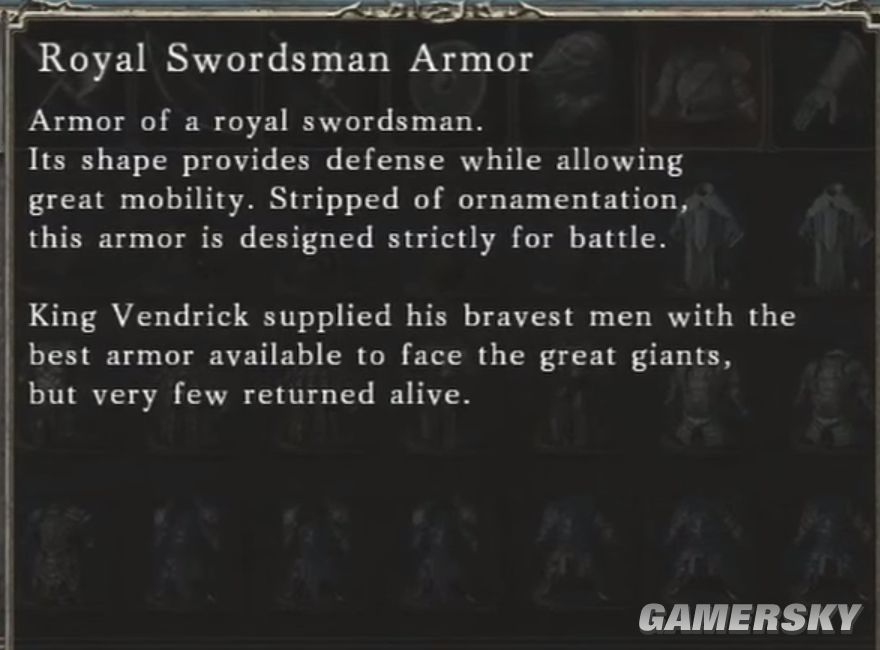 Royal Swordsman Armor
Armor of a royal swordsman.
Its shape provides defense while allowing
great mobility. Stripped of ornamentation,
this armor is designed strictly for battle.
King Vendrick supplied his bravest men with the
best armor available to face the great giants,
but very few returned alive.
GAMERSKY